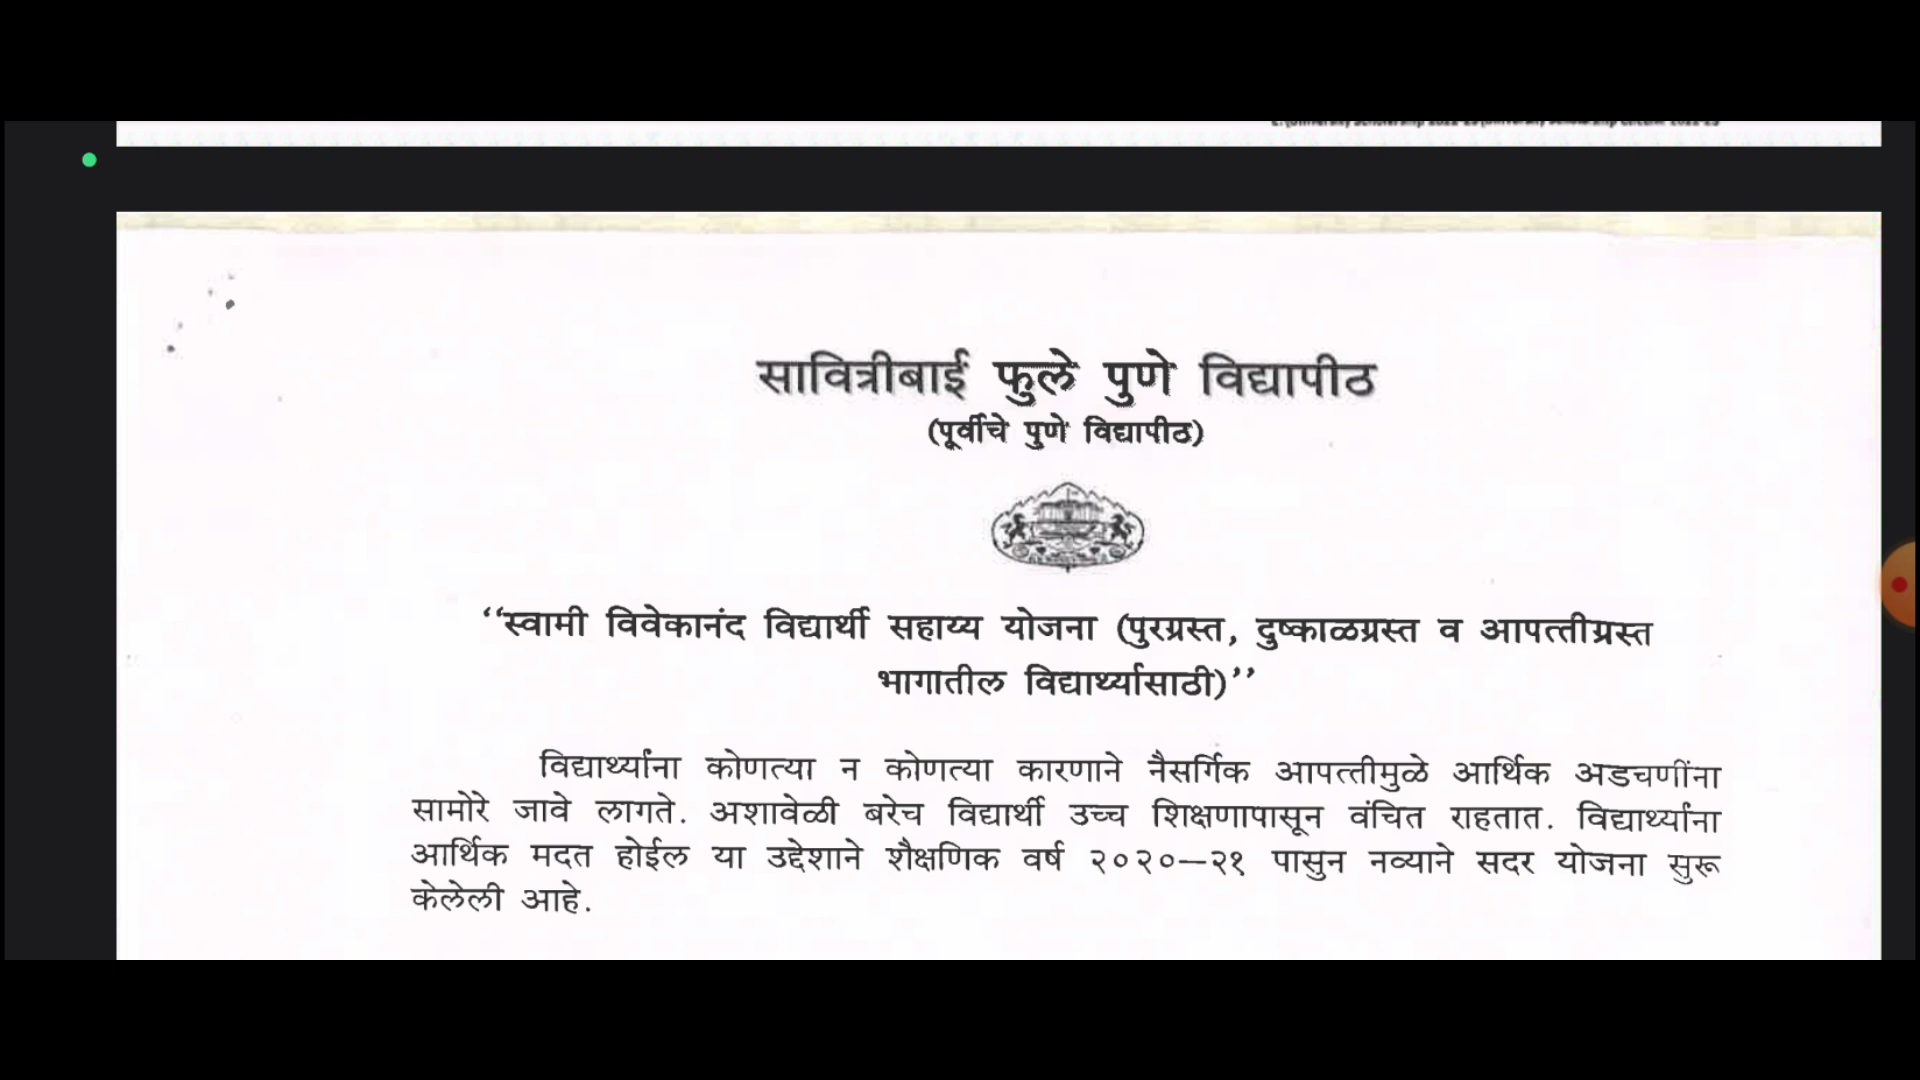 सावित्रीबाई फुले पुणे विद्यापीठ
(पूर्वीचे पुणे विद्यापीठ)
‘‘स्वामी विवेकानंद विद्यार्थी सहाय्य योजना (पुरग्रस्त, दुष्काळग्रस्त व आपत्तीग्रस्त
भागातील विद्यार्थ्यासाठी)’’
विद्यार्थ्यांना कोणत्या न कोणत्या कारणाने नैसर्गिक आपत्तीमुळे आर्थिक अडचणींना
सामोरे जावे लागते. अशावेळी बरेच विद्यार्थी उच्च शिक्षणापासून वंचित राहतात. विद्यार्थ्यांना
आर्थिक मदत होईल या उद्देशाने शैक्षणिक वर्ष २०२०—२१ पासुन नव्याने सदर योजना सुरू
केलेली आहे.